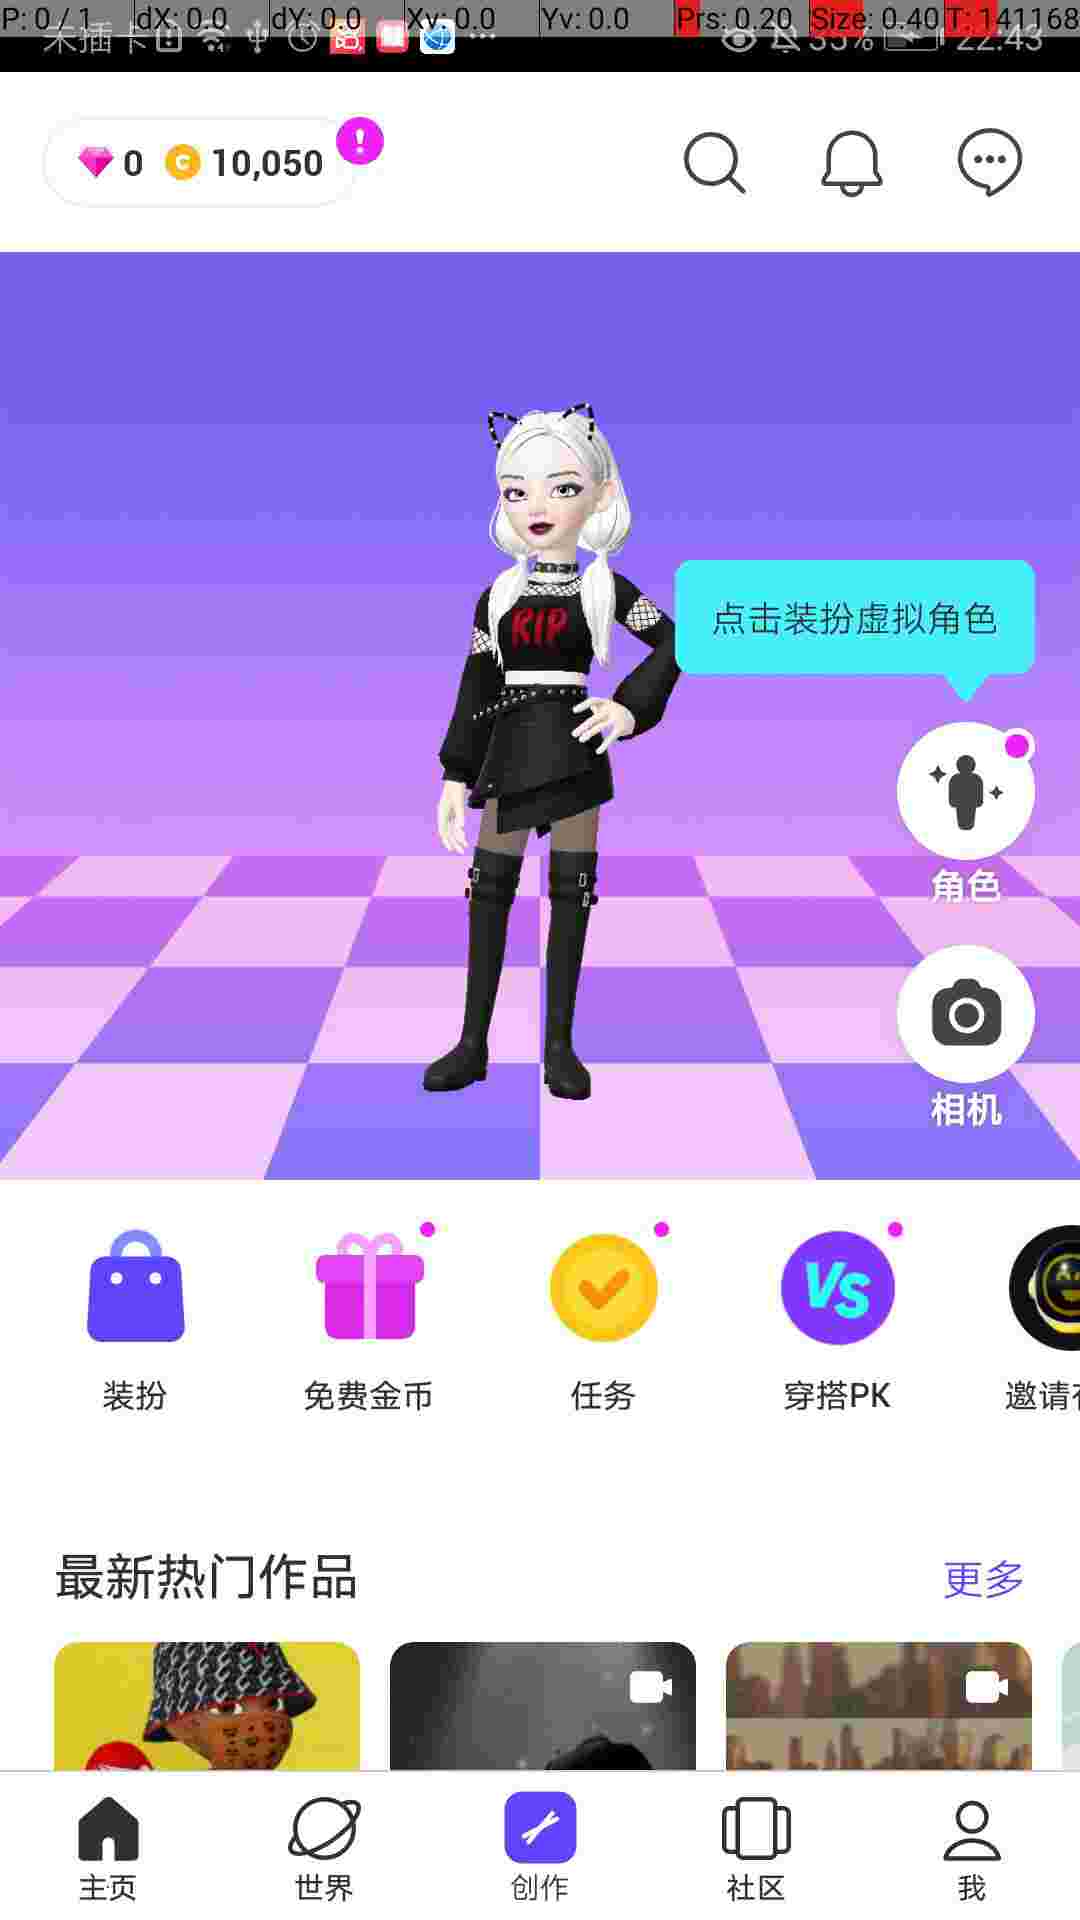 P: 0 / 1 dX: 0.0 dY: 0.0 Xv: 0.0 Yv: 0.0 Prs: 0.20 Size: 0.40 T: 141168
未插卡 33% 22:43
0 C 10,050 !
RIP
点击装扮虚拟角色
角色
相机
VS
装扮 免费金币 任务 穿搭PK 邀请
最新热门作品 更多
主页 世界 创作 社区 我